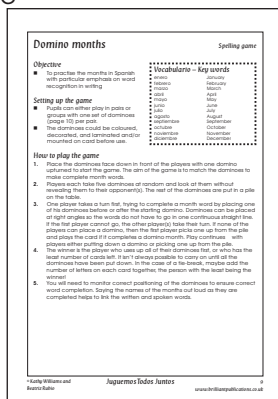 Domino months
Spelling game
Objective
■ To practise the months in Spanish
with particular emphasis on word
recognition in writing
Setting up the game
■ Pupils can either play in pairs or
groups with one set of dominoes
(page 10) per pair.
■ The dominoes could be coloured,
decorated, and laminated and/or
mounted on card before use.
Vocabulario – Key words
enero January
febrero February
marzo March
abril April
mayo May
junio June
julio July
agosto August
septiembre September
octubre October
noviembre November
diciembre December
How to play the game
1. Place the dominoes face down in front of the players with one domino
upturned to start the game. The aim of the game is to match the dominoes to
make complete month words.
2. Players each take five dominoes at random and look at them without
revealing them to their opponent(s). The rest of the dominoes are put in a pile
on the table.
3. One player takes a turn first, trying to complete a month word by placing one
of his dominoes before or after the starting domino. Dominoes can be placed
at right angles so the words do not have to go in one continuous straight line.
If the first player cannot go, the other player(s) take their turn. If none of the
players can place a domino, then the first player picks one up from the pile
and plays the card if it completes a domino month. Play continues with
players either putting down a domino or picking one up from the pile.
4. The winner is the player who uses up all of their dominoes first, or who has the
least number of cards left. It isn't always possible to carry on until all the
dominoes have been put down. In the case of a tie-break, maybe add the
number of letters on each card together, the person with the least being the
winner!
5. You will need to monitor correct positioning of the dominoes to ensure correct
word completion. Saying the names of the months out loud as they are
completed helps to link the written and spoken words.
© Kathy Williams and
Beatriz Rubio
Juguemos Todos Juntos
9
www.brilliantpublications.co.uk